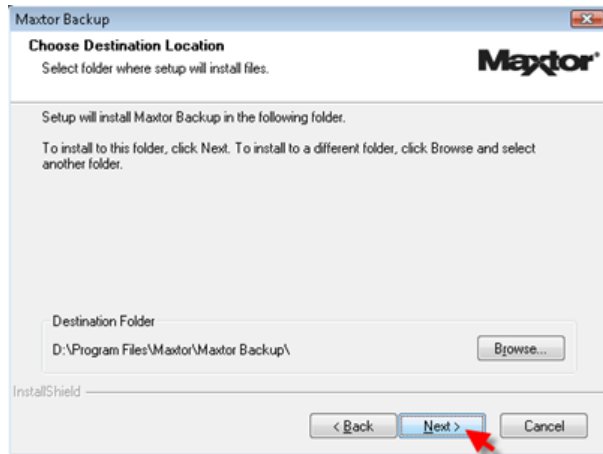 Maxtor Backup
Choose Destination Location
Select folder where setup will install files.
Maxtor
Setup will install Maxtor Backup in the following folder.
To install to this folder, click Next. To install to a different folder, click Browse and select
another folder.
Destination Folder
D:\Program Files\Maxtor\Maxtor Backup\
Browse...
InstallShield
< Back
Next >
Cancel